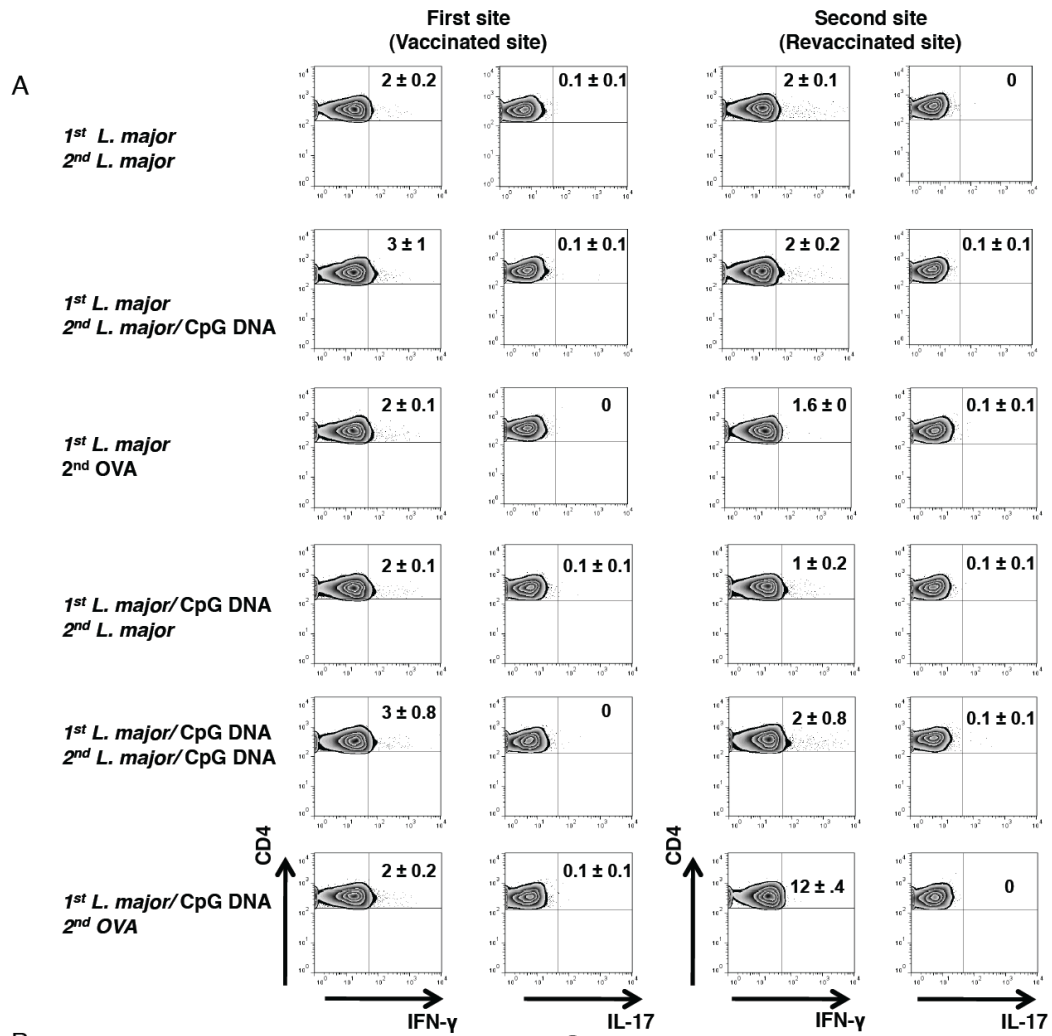 First site
(Vaccinated site)
Second site
(Revaccinated site)
A
1st L. major
2nd L. major
2 ± 0.2
0.1 ± 0.1
2 ± 0.1
0
1st L. major
2nd L. major/CpG DNA
3 ± 1
0.1 ± 0.1
2 ± 0.2
0.1 ± 0.1
1st L. major
2nd OVA
2 ± 0.1
0
1.6 ± 0
0.1 ± 0.1
1st L. major/CpG DNA
2nd L. major
2 ± 0.1
0.1 ± 0.1
1 ± 0.2
0.1 ± 0.1
1st L. major/CpG DNA
2nd L. major/CpG DNA
3 ± 0.8
0
2 ± 0.8
0.1 ± 0.1
1st L. major/CpG DNA
2nd OVA
2 ± 0.2
0.1 ± 0.1
12 ± .4
0
CD4
CD4
IFN-γ
IL-17
IFN-γ
IL-17